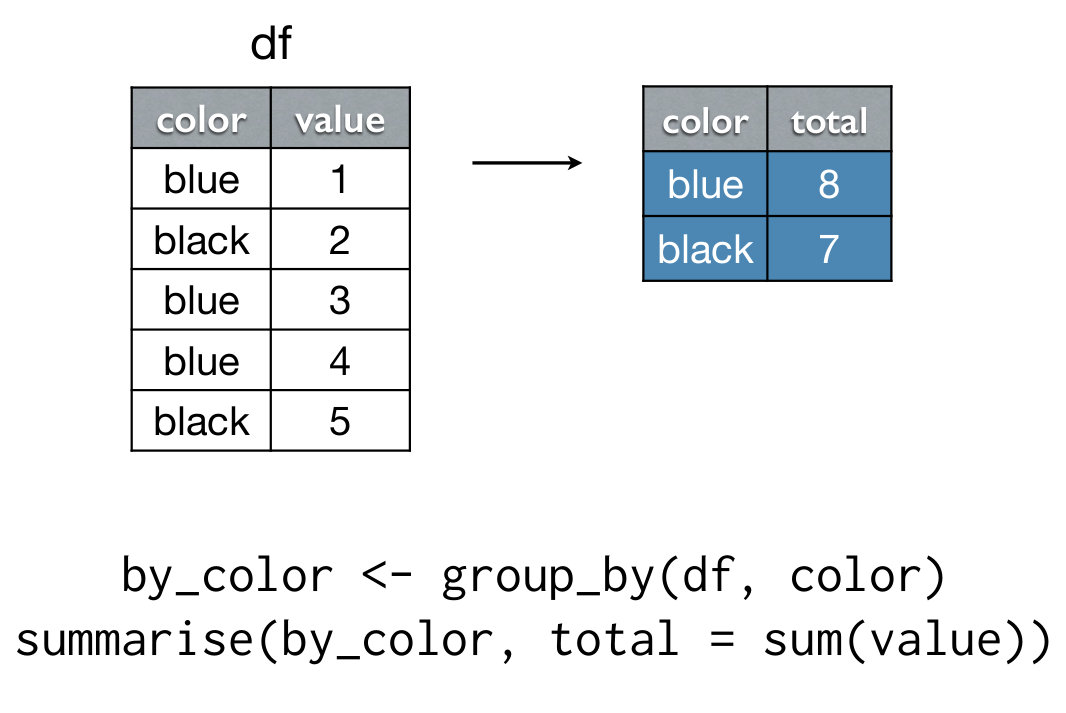 df
color value
blue 1
black 2
blue 3
blue 4
black 5
color total
blue 8
black 7
by_color <- group_by(df, color)
summarise(by_color, total = sum(value))